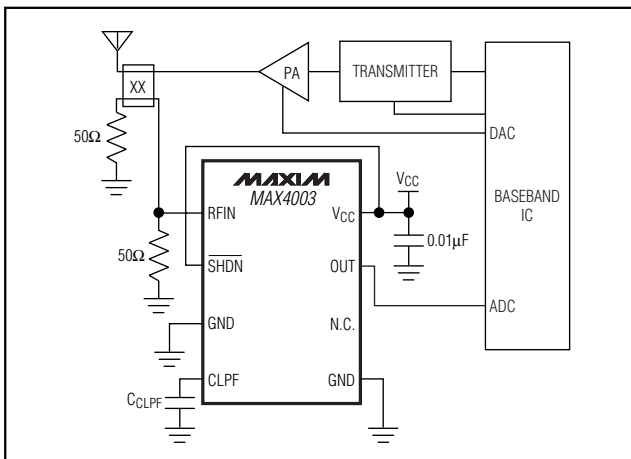 PA
TRANSMITTER
XX
50Ω
DAC
MAXIM
MAX4003
VCC
BASEBAND
IC
RFIN
VCC
0.01µF
50Ω
SHDN
OUT
ADC
GND
N.C.
CLPF
GND
CCLPF